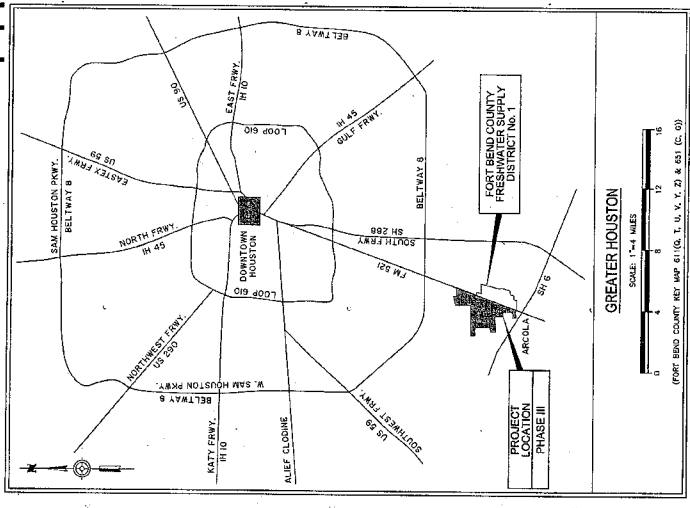 N
SAM HOUSTON PKWY.
BELTWAY 8
EASTEX FRWY.
US 59
US 90
BELTWAY 8
NORTH FRWY.
IH 45
EAST FRWY.
IH 10
LOOP 610
NORTHWEST FRWY.
US 290
DOWNTOWN
HOUSTON
IH 45
GULF FRWY.
LOOP 610
KATY FRWY.
IH 10
W. SAM HOUSTON PKWY.
BELTWAY 8
ALIEF CLODINE
SOUTHWEST FRWY.
US 59
SOUTH FRWY
SH 288
FM 521
BELTWAY 8
ARCOLA
SH 6
PROJECT
LOCATION
PHASE III
FORT BEND COUNTY
FRESHWATER SUPPLY
DISTRICT No. 1
GREATER HOUSTON
SCALE: 1"=4 MILES
0 4 8 12 16
(FORT BEND COUNTY KEY MAP 611(Q, T, U, V, Y, Z) & 651 (C, G))